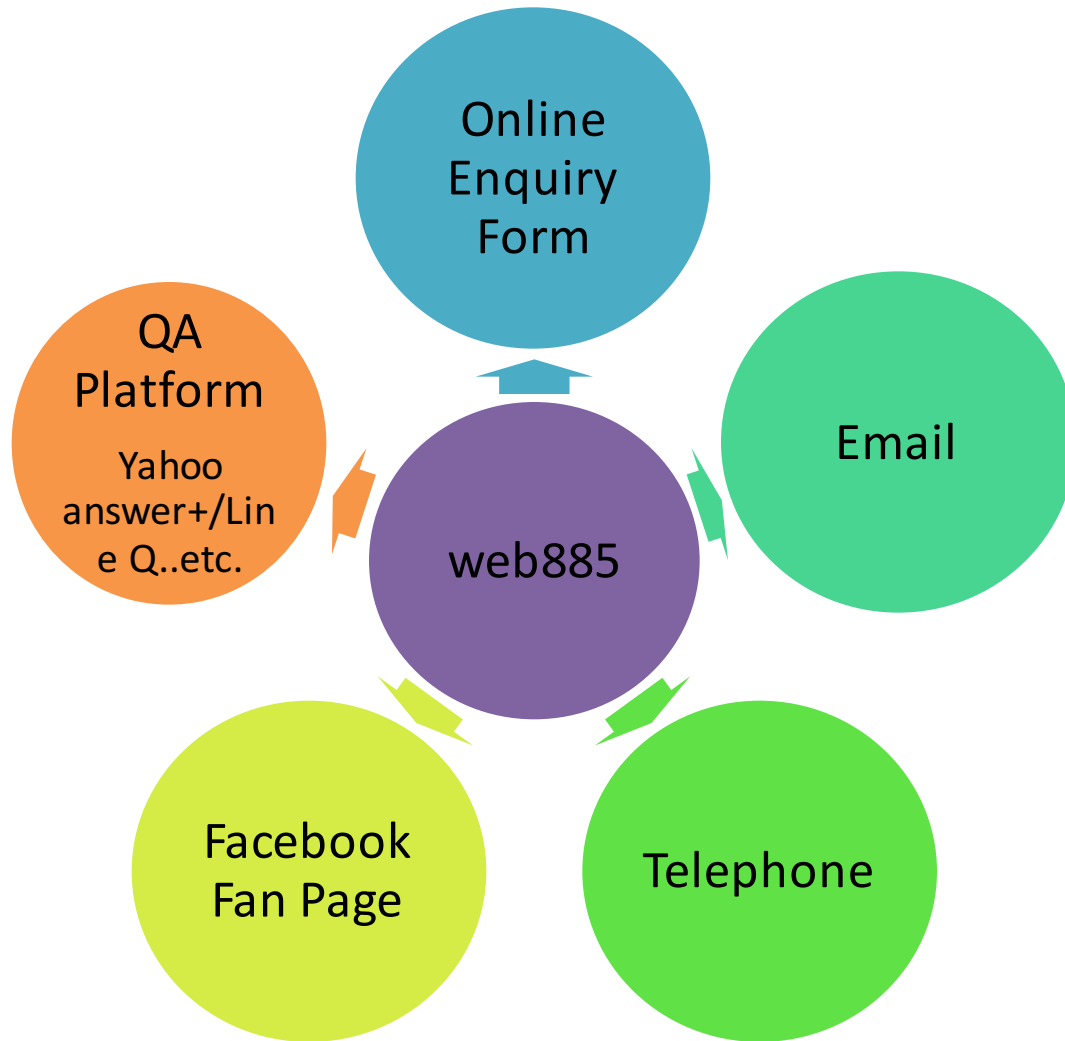 Online
Enquiry
Form
QA
Platform
Yahoo
answer+/Lin
e Q..etc.
Email
web885
Facebook
Fan Page
Telephone